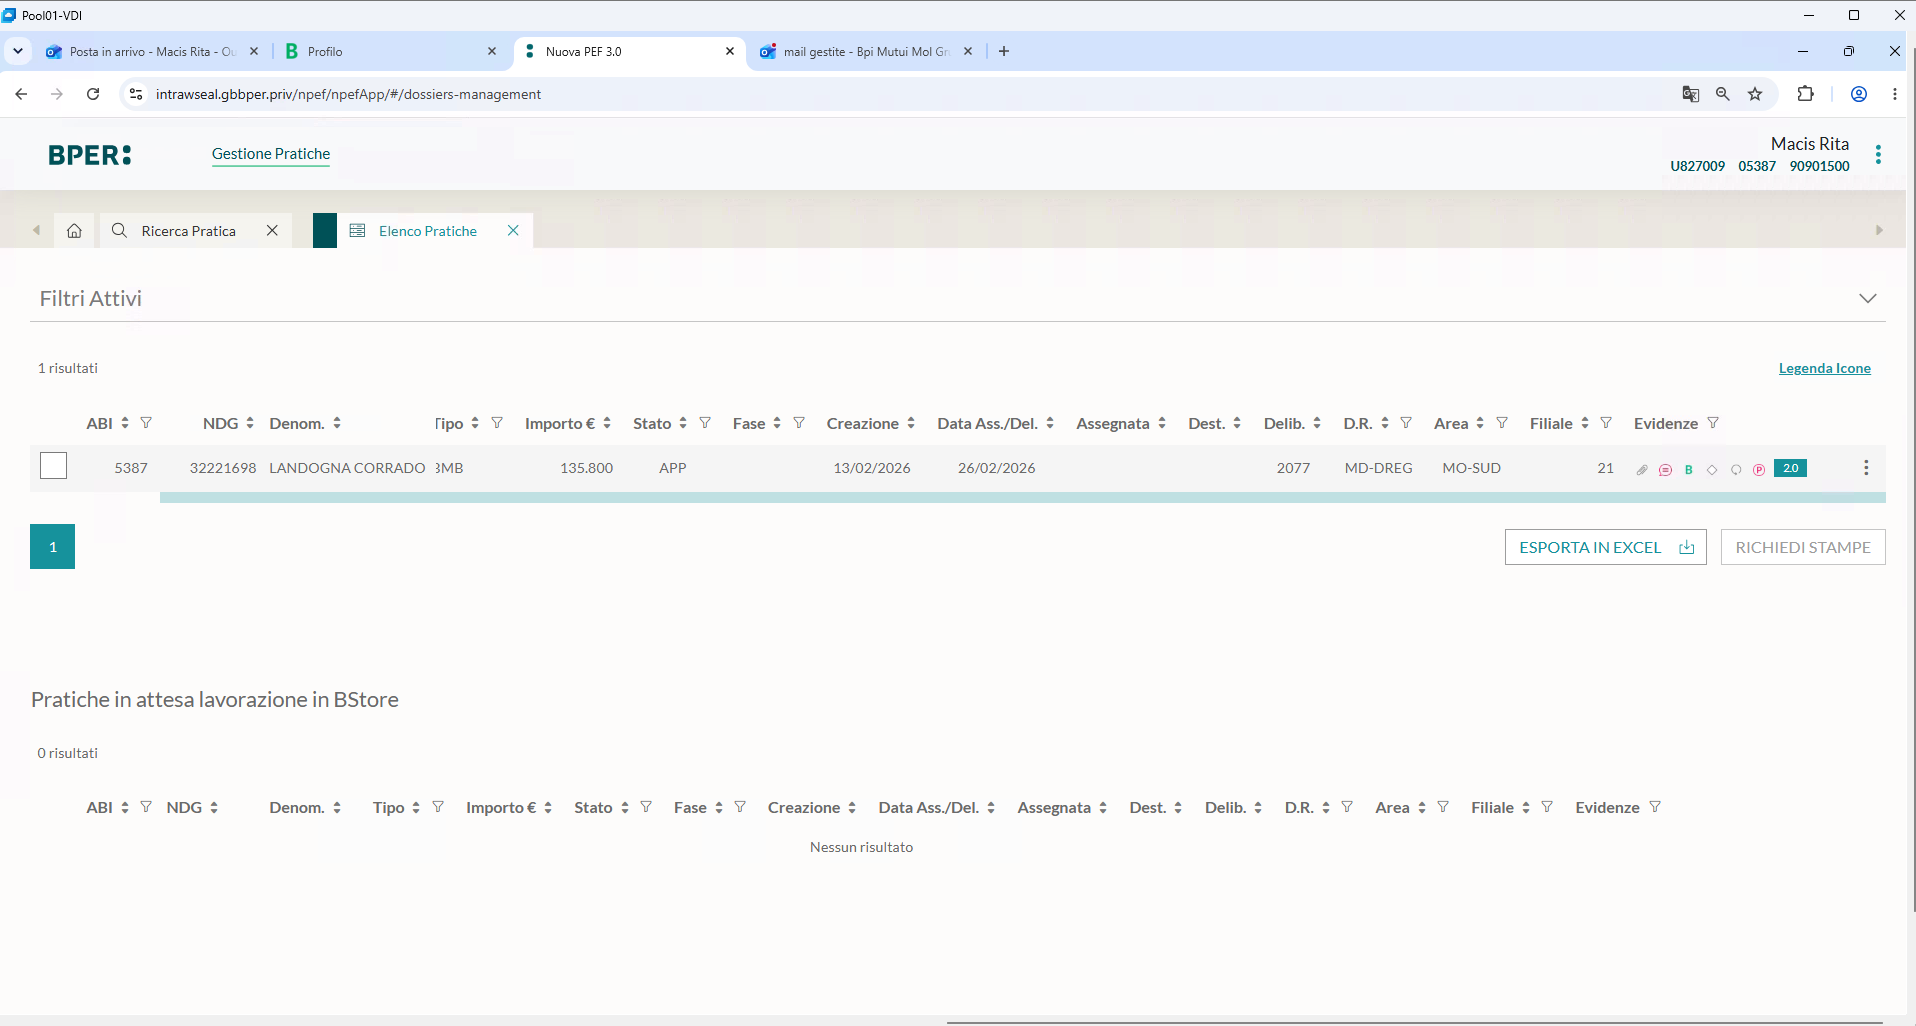 Pool01-VDI
Posta in arrivo - Macis Rita - Ou
Profilo
Nuova PEF 3.0
mail gestite - Bpi Mutui Mol Gr
intrawseal.gbbper.priv/npef/npefApp/#/dossiers-management
BPER:
Gestione Pratiche
Macis Rita
U827009 05387 90901500
Ricerca Pratica
Elenco Pratiche
Filtri Attivi
1 risultati
Legenda Icone
ABI NDG Denom. Tipo Importo € Stato Fase Creazione Data Ass./Del. Assegnata Dest. Delib. D.R. Area Filiale Evidenze
5387 32221698 LANDOGNA CORRADO 3MB 135.800 APP 13/02/2026 26/02/2026 2077 MD-DREG MO-SUD 21 B P 2.0
1
ESPORTA IN EXCEL
RICHIEDI STAMPE
Pratiche in attesa lavorazione in BStore
0 risultati
ABI NDG Denom. Tipo Importo € Stato Fase Creazione Data Ass./Del. Assegnata Dest. Delib. D.R. Area Filiale Evidenze
Nessun risultato